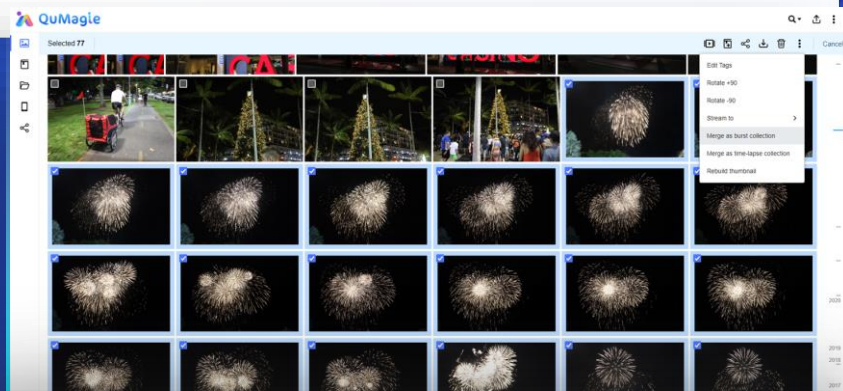 QuMagie
Selected 77
Cancel
Edit Tags
Rotate +90
Rotate -90
Stream to
Merge as burst collection
Merge as time-lapse collection
Rebuild thumbnail
2020
2019
2018
2017